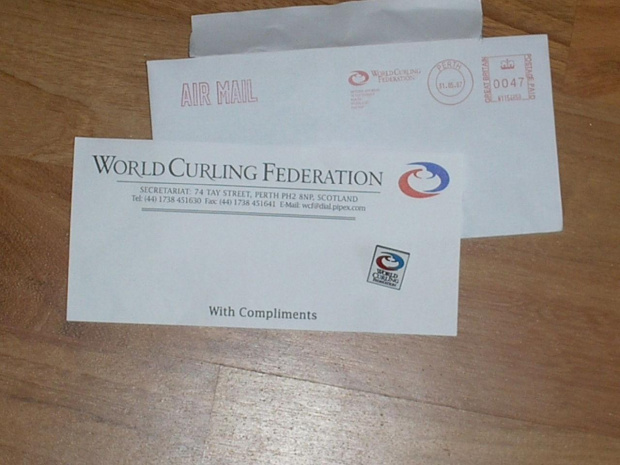 AIR MAIL
WORLD CURLING
FEDERATION
PERTH
GREAT BRITAIN
0047
POSTAGE PAID
WORLD CURLING FEDERATION
SECRETARIAT: 74 TAY STREET, PERTH PH2 8NP, SCOTLAND
Tel: (44) 1738 451630 Fax: (44) 1738 451641 E-Mail: wcf@dial.pipex.com
WORLD
CURLING
FEDERATION
With Compliments